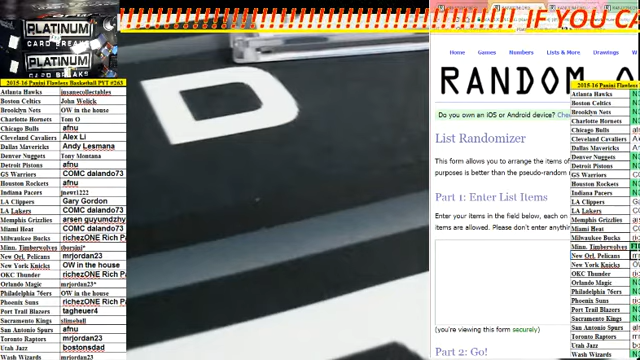 IF YOU CA
PLATINUM
CARD BREAKS
PLATINUM
CARD BREAKS
2015-16 Panini Flawless Basketball PYT #263
Atlanta Hawks insanecollectables
Boston Celtics John Welick
Brooklyn Nets OW in the house
Charlotte Hornets Tom O
Chicago Bulls afnu
Cleveland Cavaliers Alex Li
Dallas Mavericks Andy Lesmana
Denver Nuggets Tony Montana
Detroit Pistons afnu
GS Warriors COMC dalando73
Houston Rockets afnu
Indiana Pacers jnewt1222
LA Clippers Gary Gordon
LA Lakers COMC dalando73
Memphis Grizzlies arsen guyumdzhy
Miami Heat COMC dalando73
Milwaukee Bucks richezONE Rich P
Minn. Timberwolves sborsini*
New Orl. Pelicans mrjordan23
New York Knicks OW in the house
OKC Thunder richezONE Rich P
Orlando Magic mrjordan23*
Philadelphia 76ers OW in the house
Phoenix Suns richezONE Rich P
Port Trail Blazers tagheuer4
Sacramento Kings slimeball
San Antonio Spurs afnu
Toronto Raptors mrjordan23
Utah Jazz bostonsdad
Wash Wizards mrjordan23
D
Home Games Numbers Lists & More Drawings
RANDOM
Do you own an iOS or Android device?
List Randomizer
This form allows you to arrange the items of
purposes is better than the pseudo-random
Part 1: Enter List Items
Enter your items in the field below, each on
items are allowed. Please don't enter anythin
(you're viewing this form securely)
Part 2: Go!
2015-16 Panini Flawless
Atlanta Hawks
Boston Celtics
Brooklyn Nets
Charlotte Hornets
Chicago Bulls
Cleveland Cavaliers
Dallas Mavericks
Denver Nuggets
Detroit Pistons
GS Warriors
Houston Rockets
Indiana Pacers
LA Clippers
LA Lakers
Memphis Grizzlies
Miami Heat
Milwaukee Bucks
Minn. Timberwolves
New Orl. Pelicans
New York Knicks
OKC Thunder
Orlando Magic
Philadelphia 76ers
Phoenix Suns
Port Trail Blazers
Sacramento Kings
San Antonio Spurs
Toronto Raptors
Utah Jazz
Wash Wizards